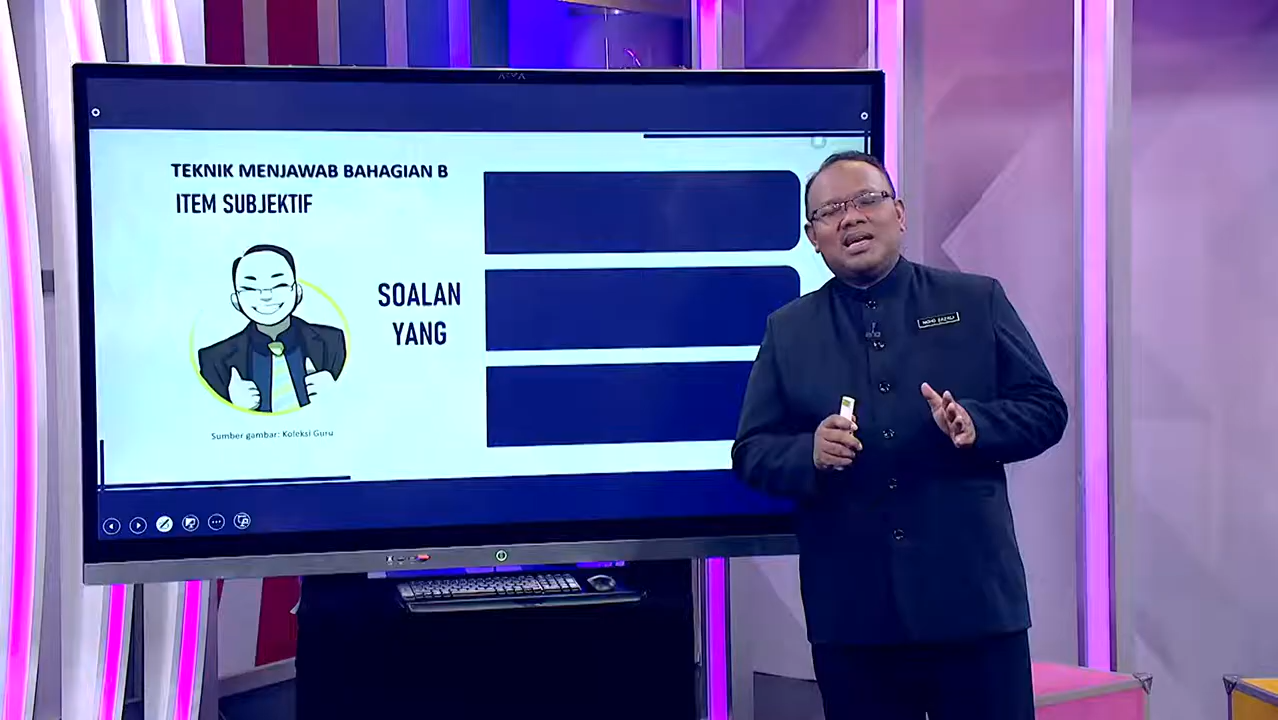 TEKNIK MENJAWAB BAHAGIAN B
ITEM SUBJEKTIF
SOALAN
YANG
Sumber gambar: Koleksi Guru